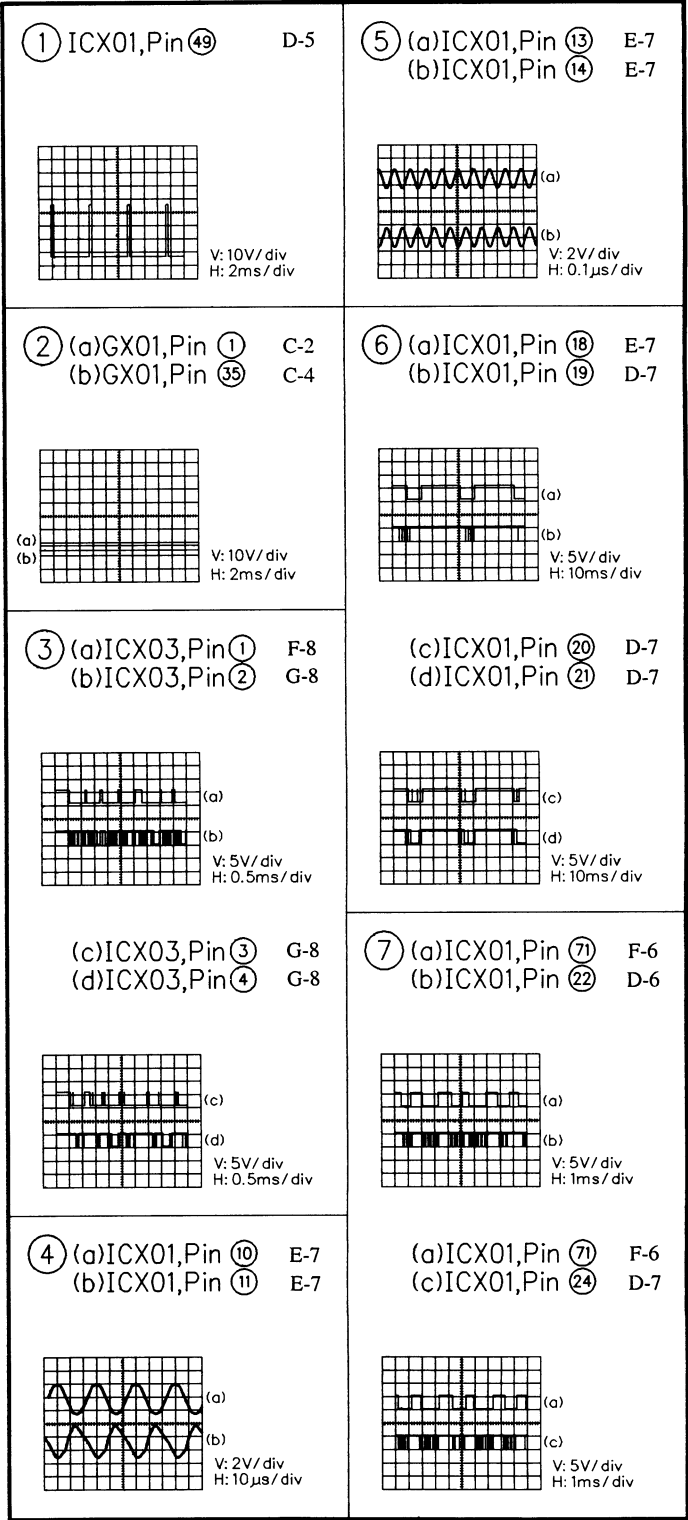 ① ICX01,Pin ㊾ D-5
V: 10V/div
H: 2ms/div
② (a)GX01,Pin ① C-2
(b)GX01,Pin ㉟ C-4
(a)
(b)
V: 10V/div
H: 2ms/div
③ (a)ICX03,Pin ① F-8
(b)ICX03,Pin ② G-8
(a)
(b)
V: 5V/div
H: 0.5ms/div
(c)ICX03,Pin ③ G-8
(d)ICX03,Pin ④ G-8
(c)
(d)
V: 5V/div
H: 0.5ms/div
④ (a)ICX01,Pin ⑩ E-7
(b)ICX01,Pin ⑪ E-7
(a)
(b)
V: 2V/div
H: 10µs/div
⑤ (a)ICX01,Pin ⑬ E-7
(b)ICX01,Pin ⑭ E-7
(a)
(b)
V: 2V/div
H: 0.1µs/div
⑥ (a)ICX01,Pin ⑱ E-7
(b)ICX01,Pin ⑲ D-7
(a)
(b)
V: 5V/div
H: 10ms/div
(c)ICX01,Pin ⑳ D-7
(d)ICX01,Pin ㉑ D-7
(c)
(d)
V: 5V/div
H: 10ms/div
⑦ (a)ICX01,Pin 71 F-6
(b)ICX01,Pin ㉒ D-6
(a)
(b)
V: 5V/div
H: 1ms/div
(a)ICX01,Pin 71 F-6
(c)ICX01,Pin ㉔ D-7
(a)
(c)
V: 5V/div
H: 1ms/div